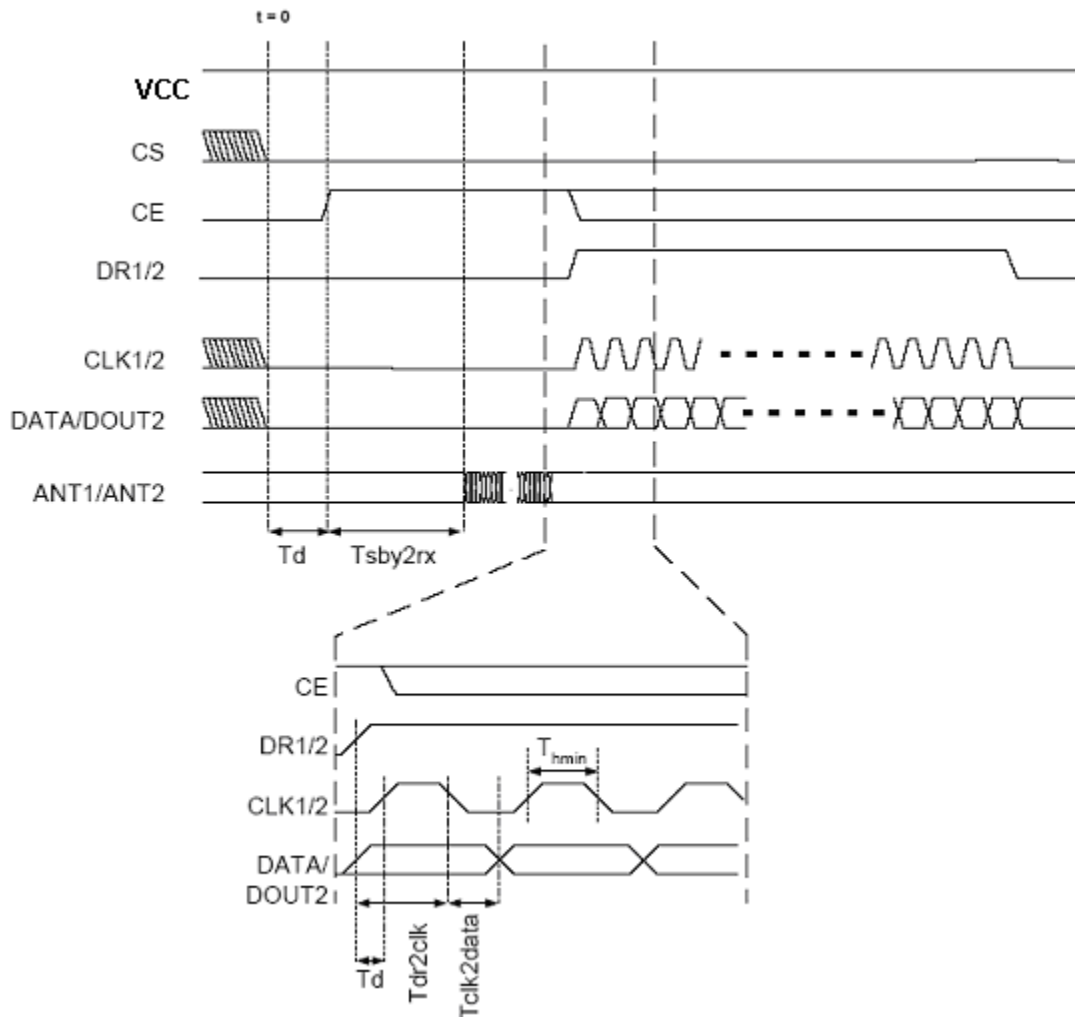 t = 0
VCC
CS
CE
DR1/2
CLK1/2
DATA/DOUT2
ANT1/ANT2
Td
Tsby2rx
CE
DR1/2
Thmin
CLK1/2
DATA/
DOUT2
Td
Tdr2clk
Tclk2data